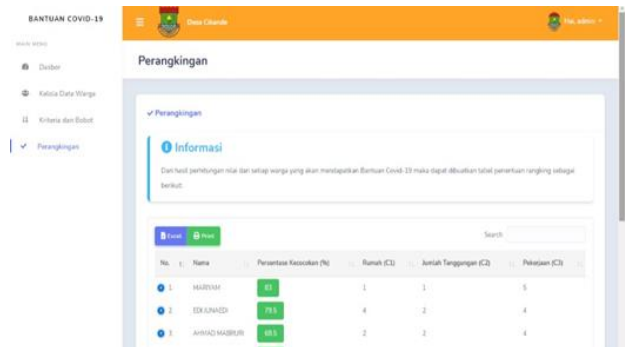 BANTUAN COVID-19
MAIN MENU
Dasbor
Kelola Data Warga
Kriteria dan Bobot
Perangkingan
Desa Cikande
Hai, admin
Perangkingan
Perangkingan
Informasi
Dari hasil perhitungan nilai dari setiap warga yang akan mendapatkan Bantuan Covid-19 maka dapat dibuatkan tabel penentuan rangking sebagai
berikut:
Excel Print
Search
No. Nama Persentase Kecocokan (%) Rumah (C1) Jumlah Tanggungan (C2) Pekerjaan (C3)
1 MARIYAM 83 1 1 5
2 EDI JUNAEDI 79.5 4 2 4
3 AHMAD MABRURI 69.5 2 2 4